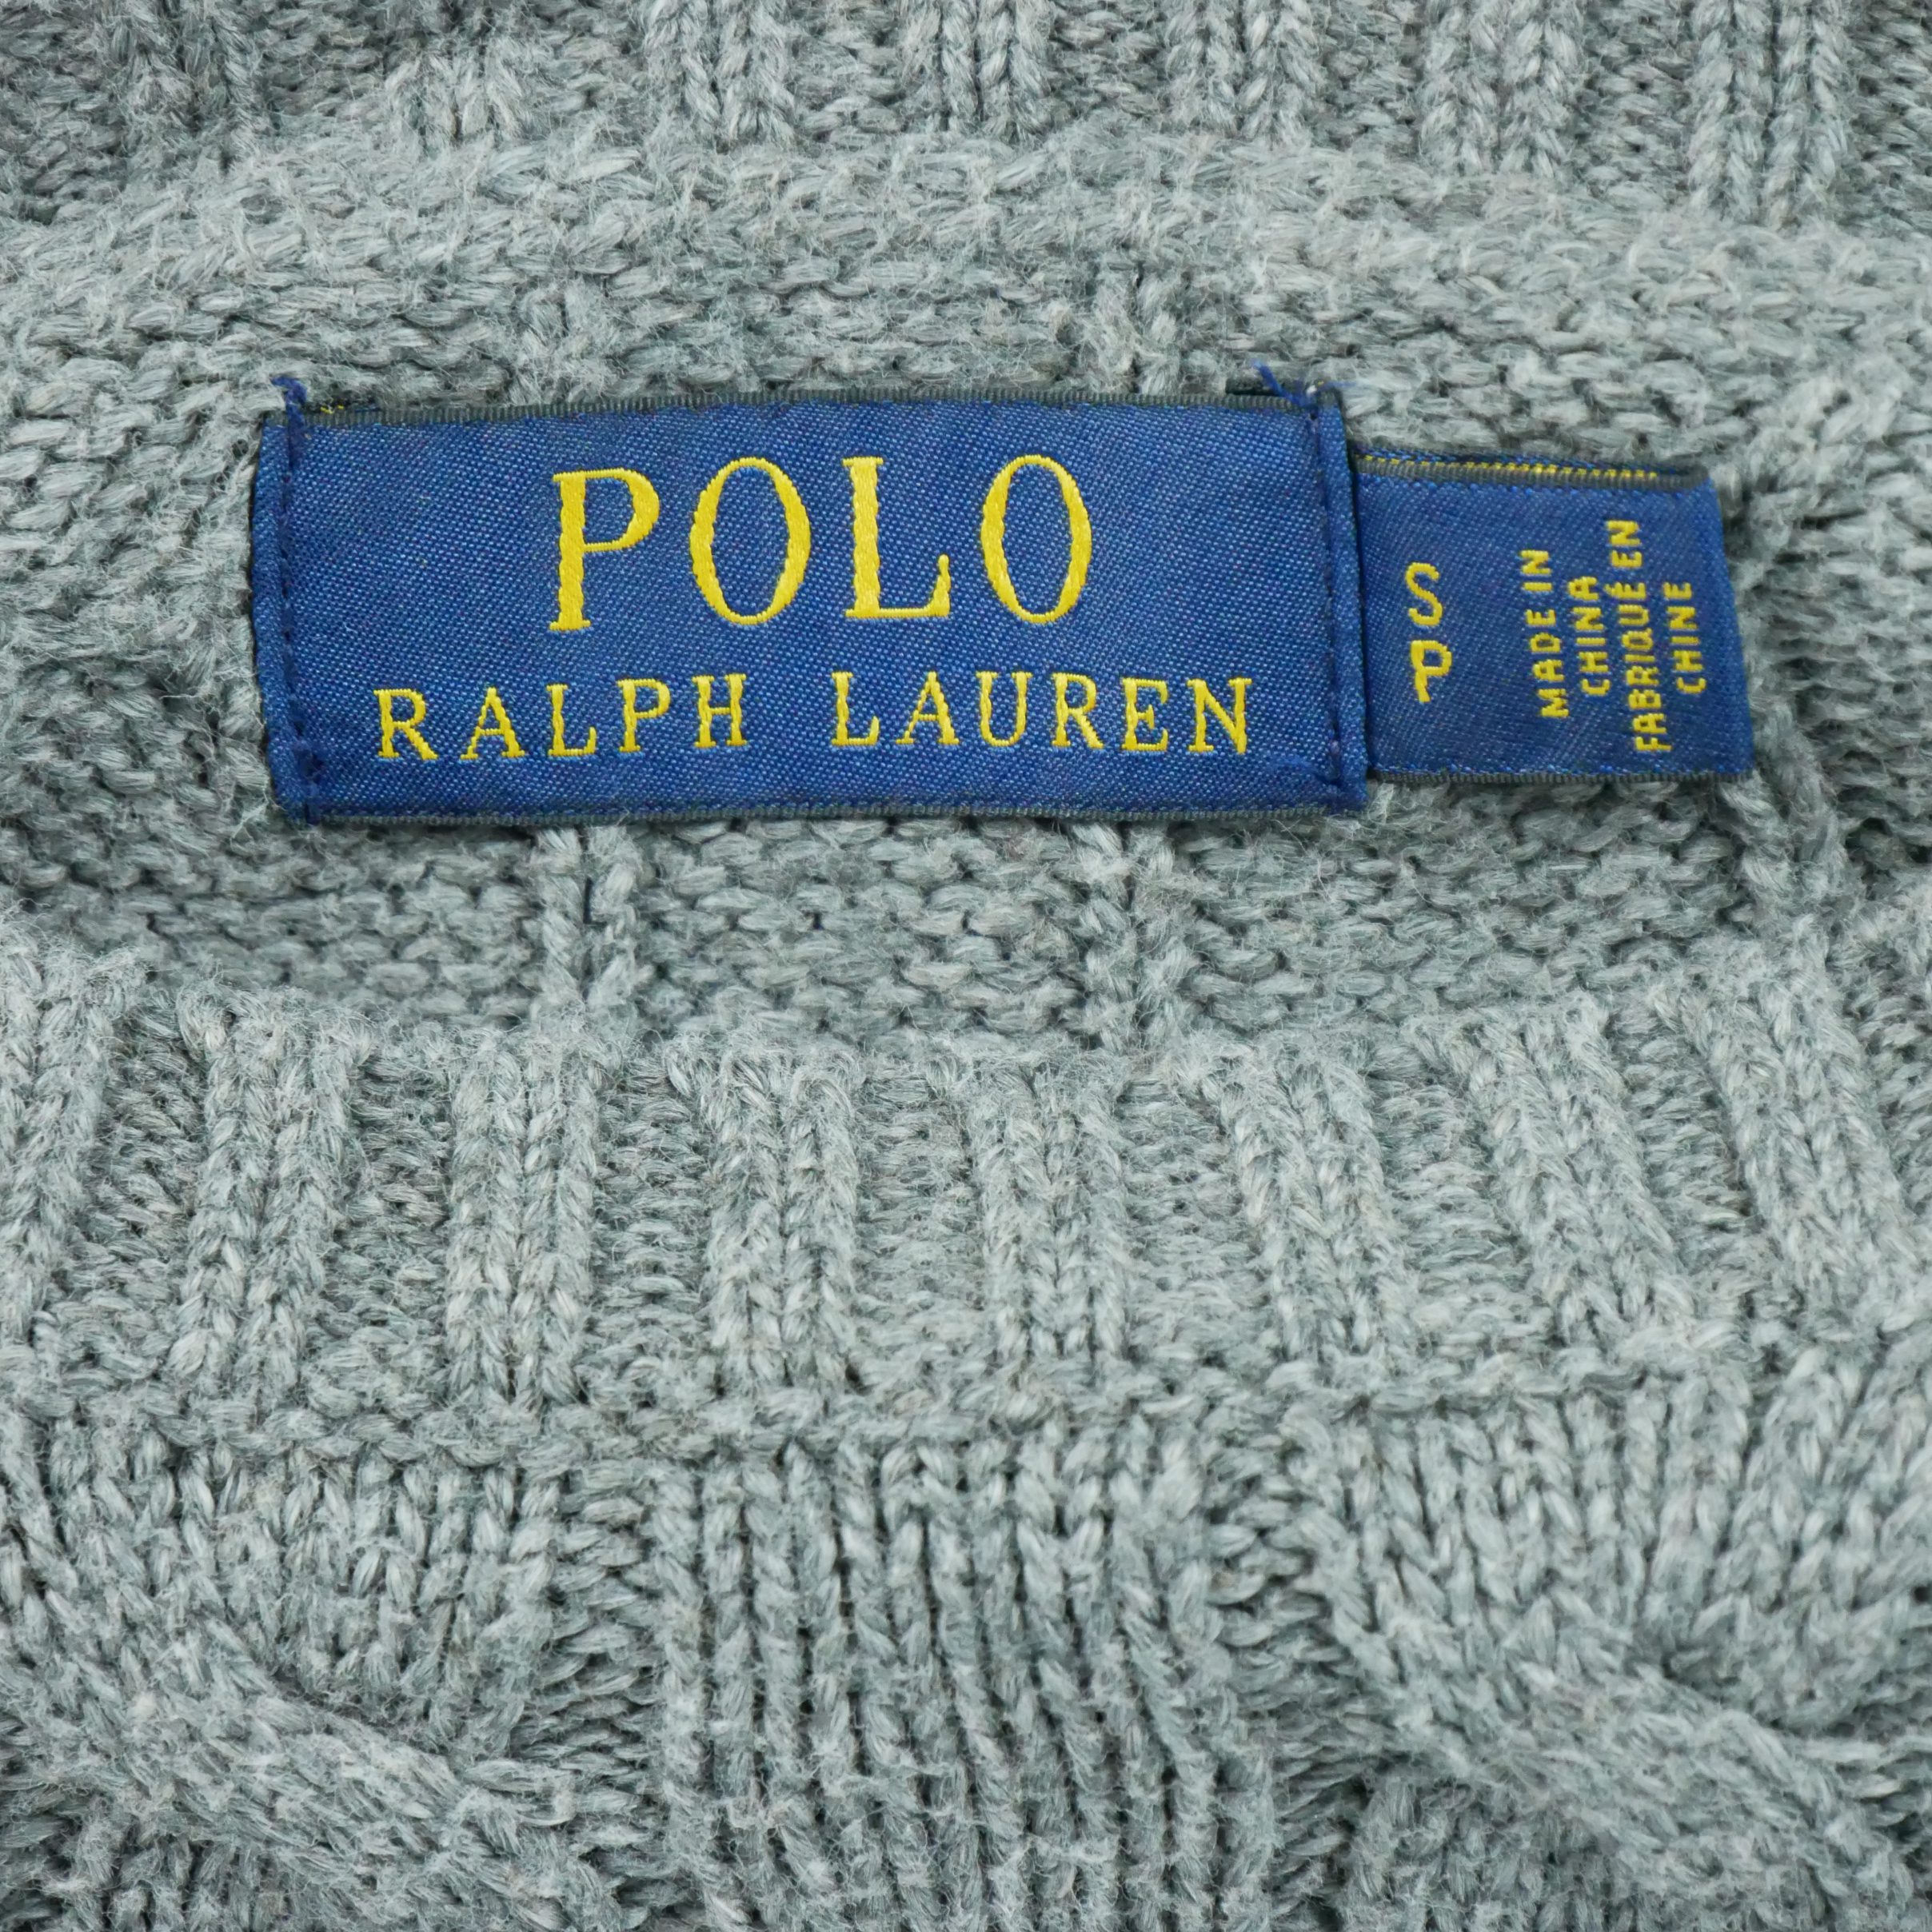 POLO
RALPH LAUREN
S
P
MADE IN
CHINA
FABRIQUÉ EN
CHINE